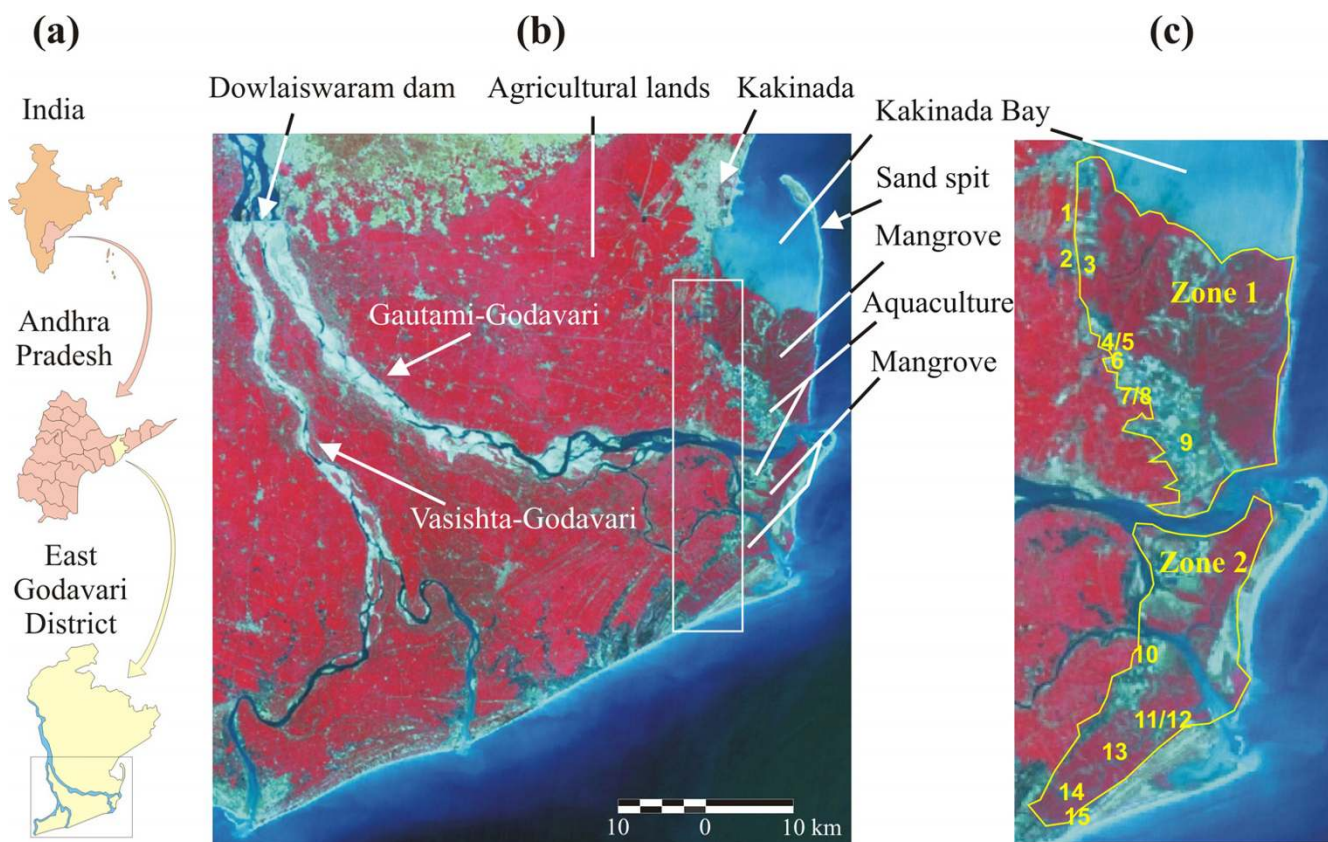 (a)
(b)
(c)
India
Andhra
Pradesh
East
Godavari
District
Dowlaiswaram dam
Agricultural lands
Kakinada
Kakinada Bay
Sand spit
Mangrove
Aquaculture
Mangrove
Gautami-Godavari
Vasishta-Godavari
10
0
10 km
1
2
3
Zone 1
4/5
6
7/8
9
Zone 2
10
11/12
13
14
15